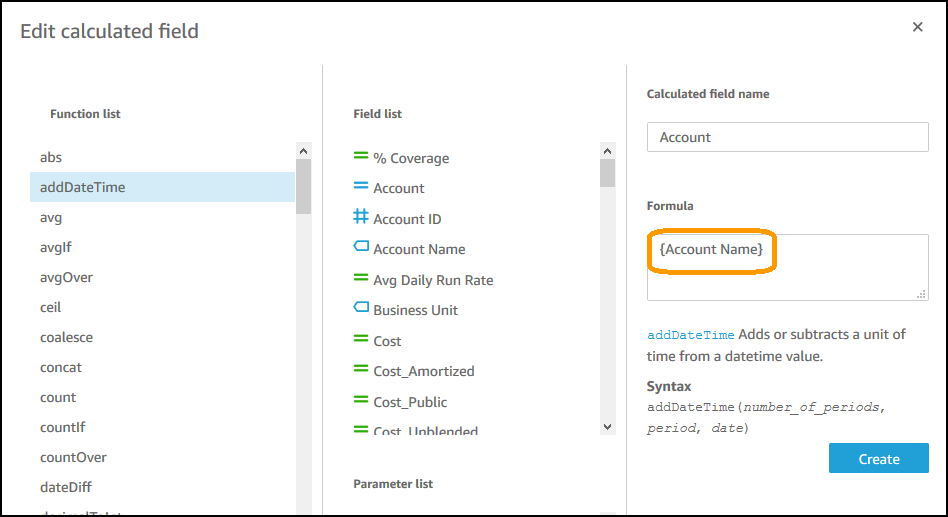 Edit calculated field
Function list
abs
addDateTime
avg
avgIf
avgOver
ceil
coalesce
concat
count
countIf
countOver
dateDiff
Field list
% Coverage
Account
Account ID
Account Name
Avg Daily Run Rate
Business Unit
Cost
Cost_Amortized
Cost_Public
Cost_Unblended
Parameter list
Calculated field name
Account
Formula
{Account Name}
addDateTime Adds or subtracts a unit of
time from a datetime value.
Syntax
addDateTime(number_of_periods,
period, date)
Create